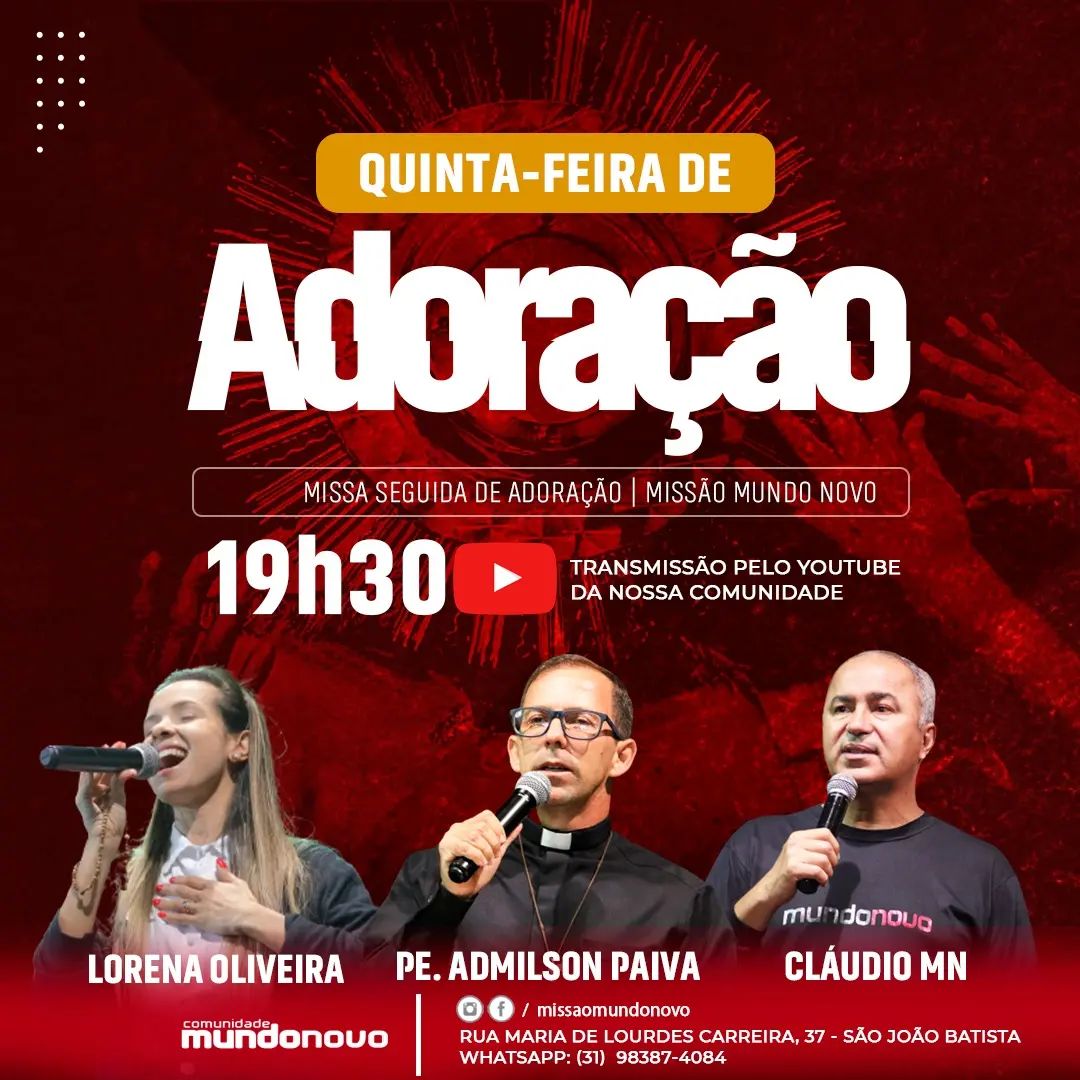 QUINTA-FEIRA DE
Adoração
MISSA SEGUIDA DE ADORAÇÃO | MISSÃO MUNDO NOVO
19h30
TRANSMISSÃO PELO YOUTUBE
DA NOSSA COMUNIDADE
mundonovo
LORENA OLIVEIRA
PE. ADMILSON PAIVA
CLÁUDIO MN
comunidade
mundonovo
/ missaomundonovo
RUA MARIA DE LOURDES CARREIRA, 37 - SÃO JOÃO BATISTA
WHATSAPP: (31) 98387-4084